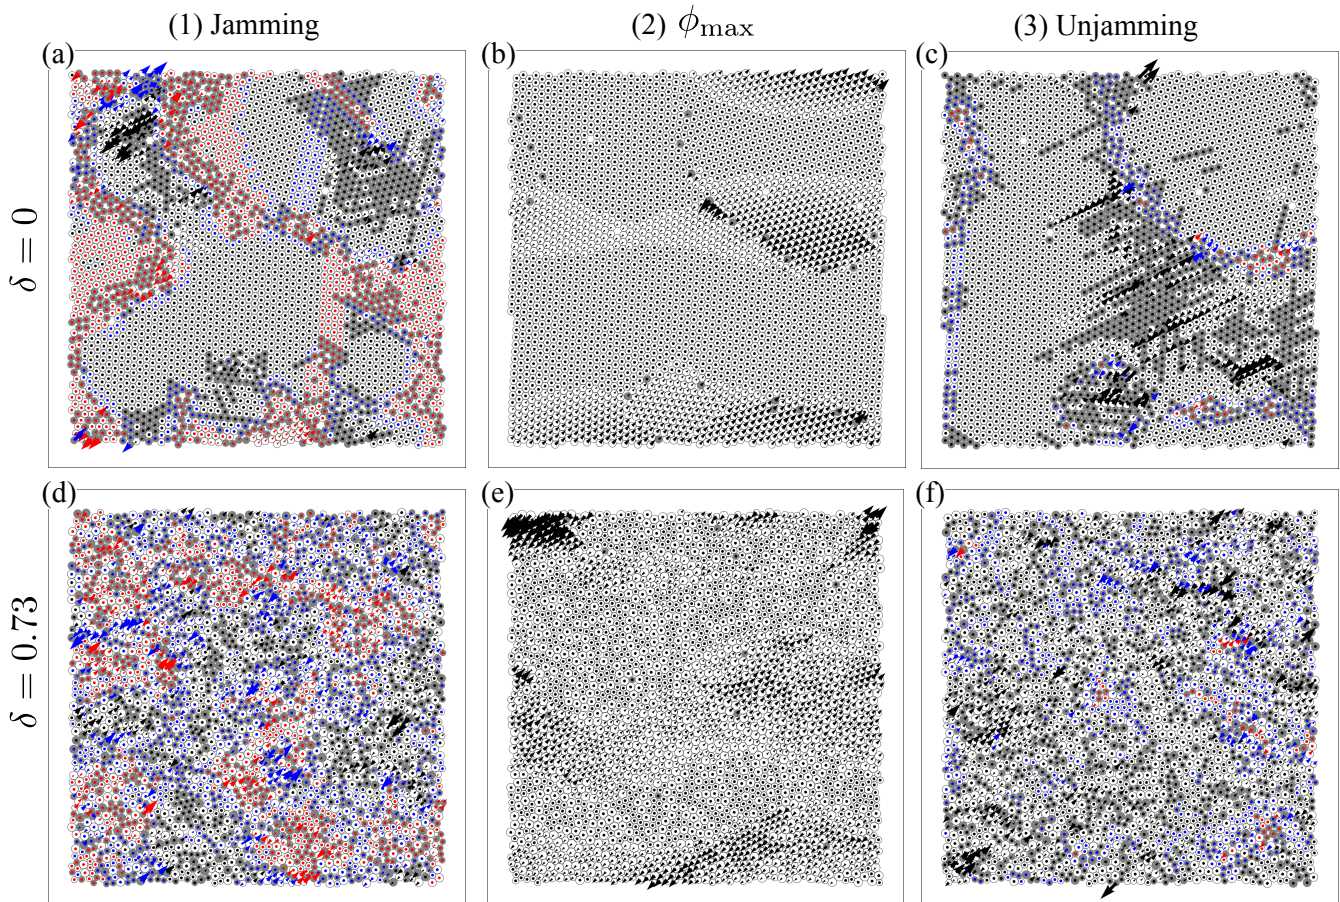 (1) Jamming (2) ϕmax (3) Unjamming
(a) (b) (c)
δ = 0
(d) (e) (f)
δ = 0.73